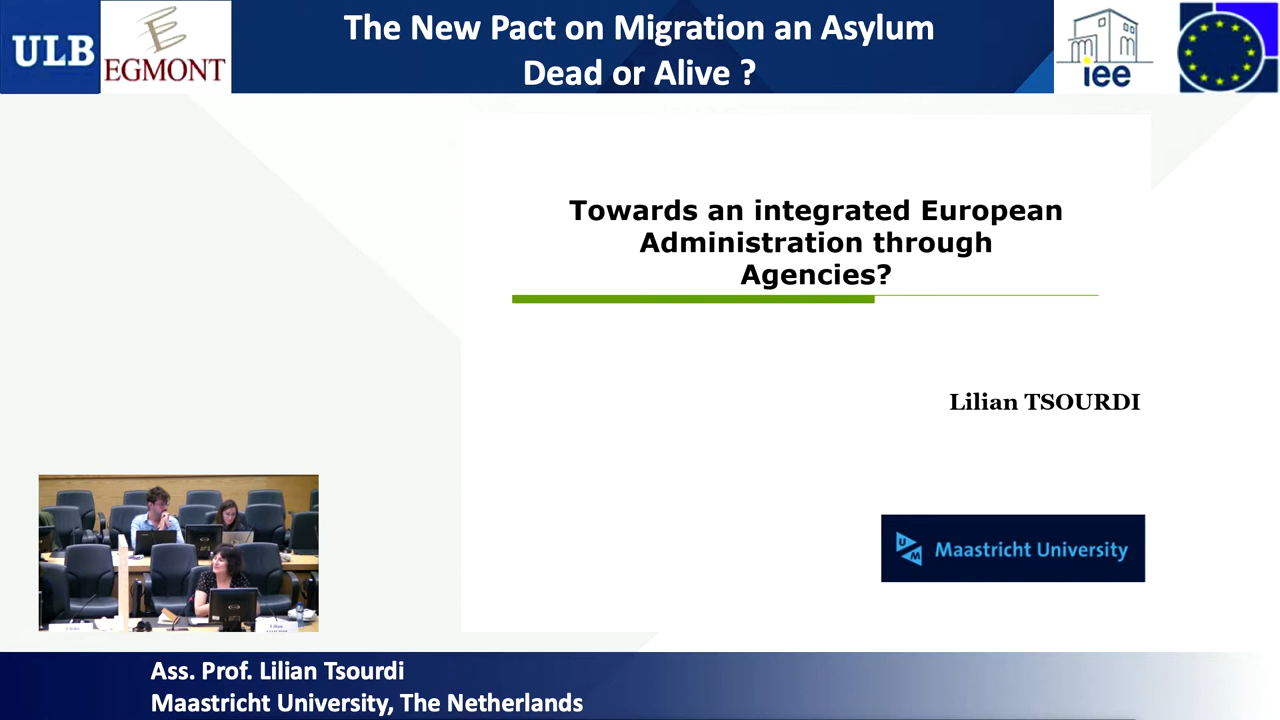 ULB
EGMONT
The New Pact on Migration an Asylum
Dead or Alive ?
iee
Towards an integrated European
Administration through
Agencies?
Lilian TSOURDI
UM
Maastricht University
Ass. Prof. Lilian Tsourdi
Maastricht University, The Netherlands